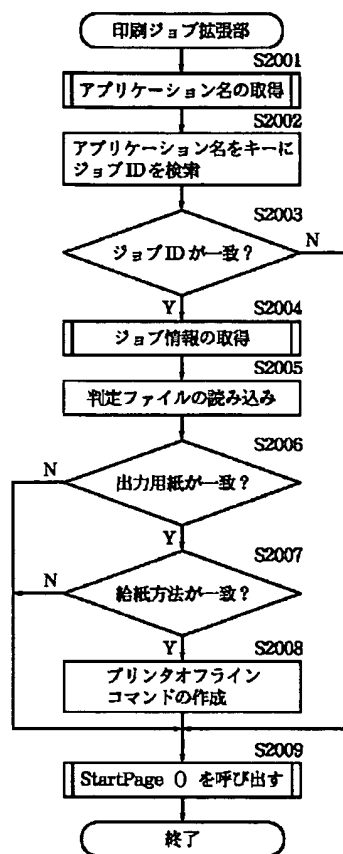 印刷ジョブ拡張部
S2001
アプリケーション名の取得
S2002
アプリケーション名をキーに
ジョブIDを検索
S2003
ジョブIDが一致?
N
Y
S2004
ジョブ情報の取得
S2005
判定ファイルの読み込み
S2006
N
出力用紙が一致?
Y
S2007
N
給紙方法が一致?
Y
S2008
プリンタオフライン
コマンドの作成
S2009
StartPage () を呼び出す
終了